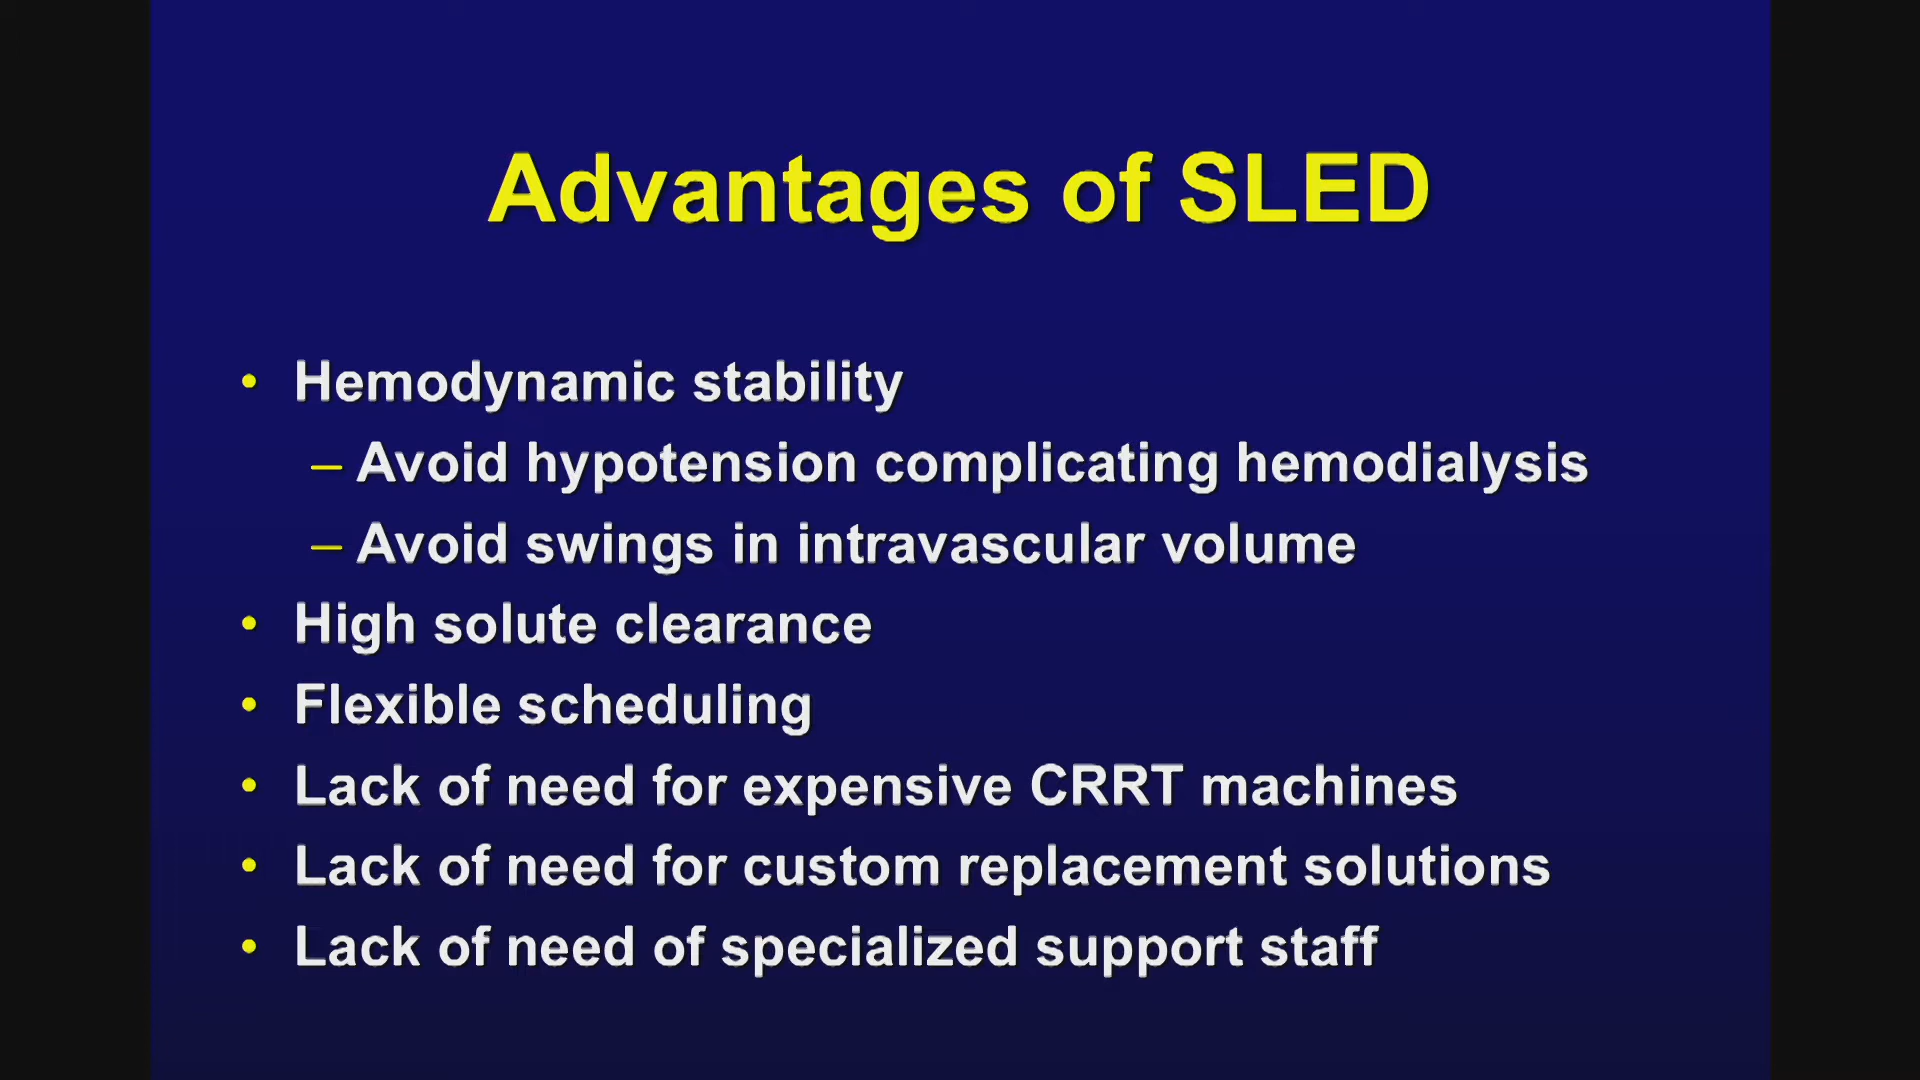 Advantages of SLED
• Hemodynamic stability
– Avoid hypotension complicating hemodialysis
– Avoid swings in intravascular volume
• High solute clearance
• Flexible scheduling
• Lack of need for expensive CRRT machines
• Lack of need for custom replacement solutions
• Lack of need of specialized support staff